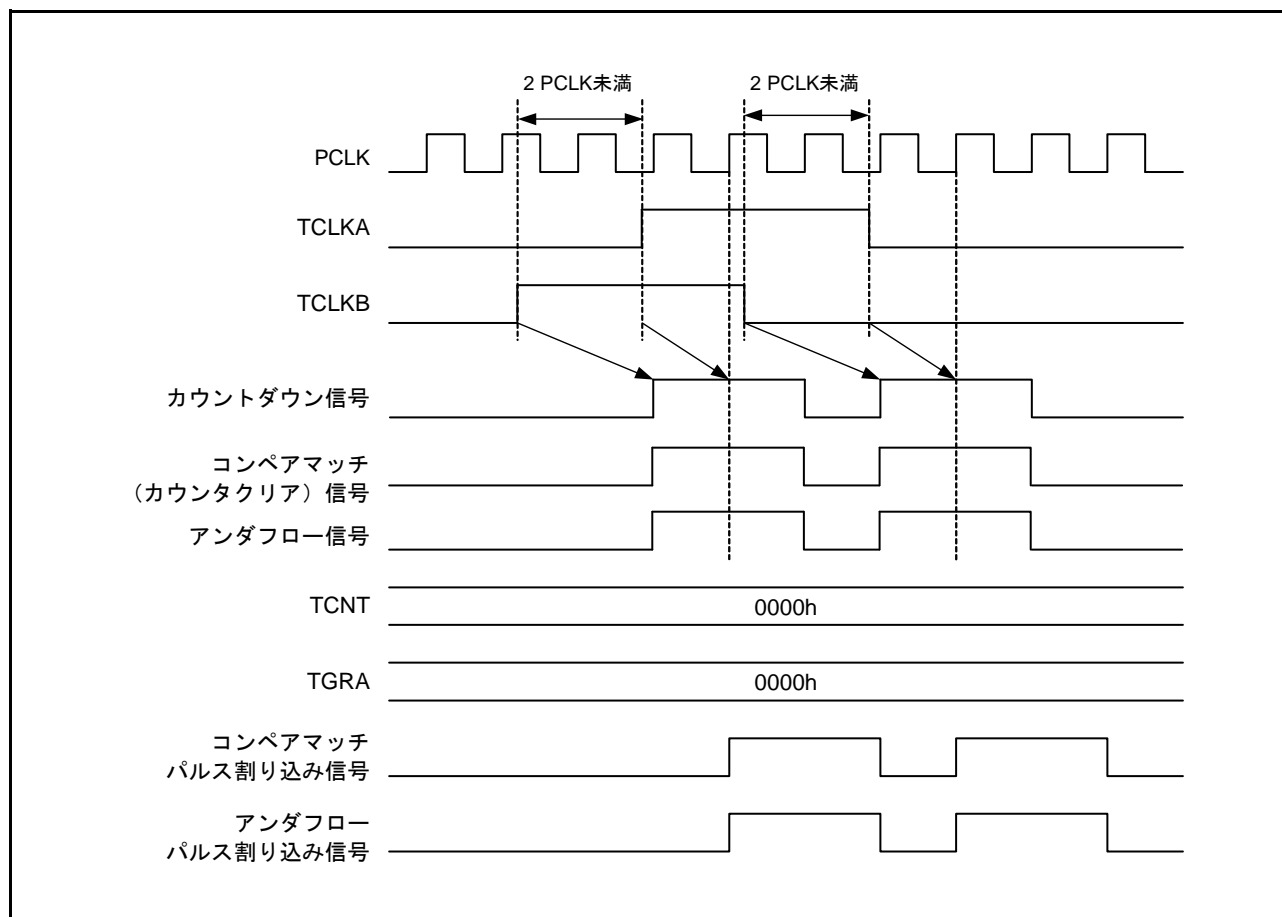 2 PCLK未満 2 PCLK未満
PCLK
TCLKA
TCLKB
カウントダウン信号
コンペアマッチ
（カウンタクリア）信号
アンダフロー信号
TCNT 0000h
TGRA 0000h
コンペアマッチ
パルス割り込み信号
アンダフロー
パルス割り込み信号